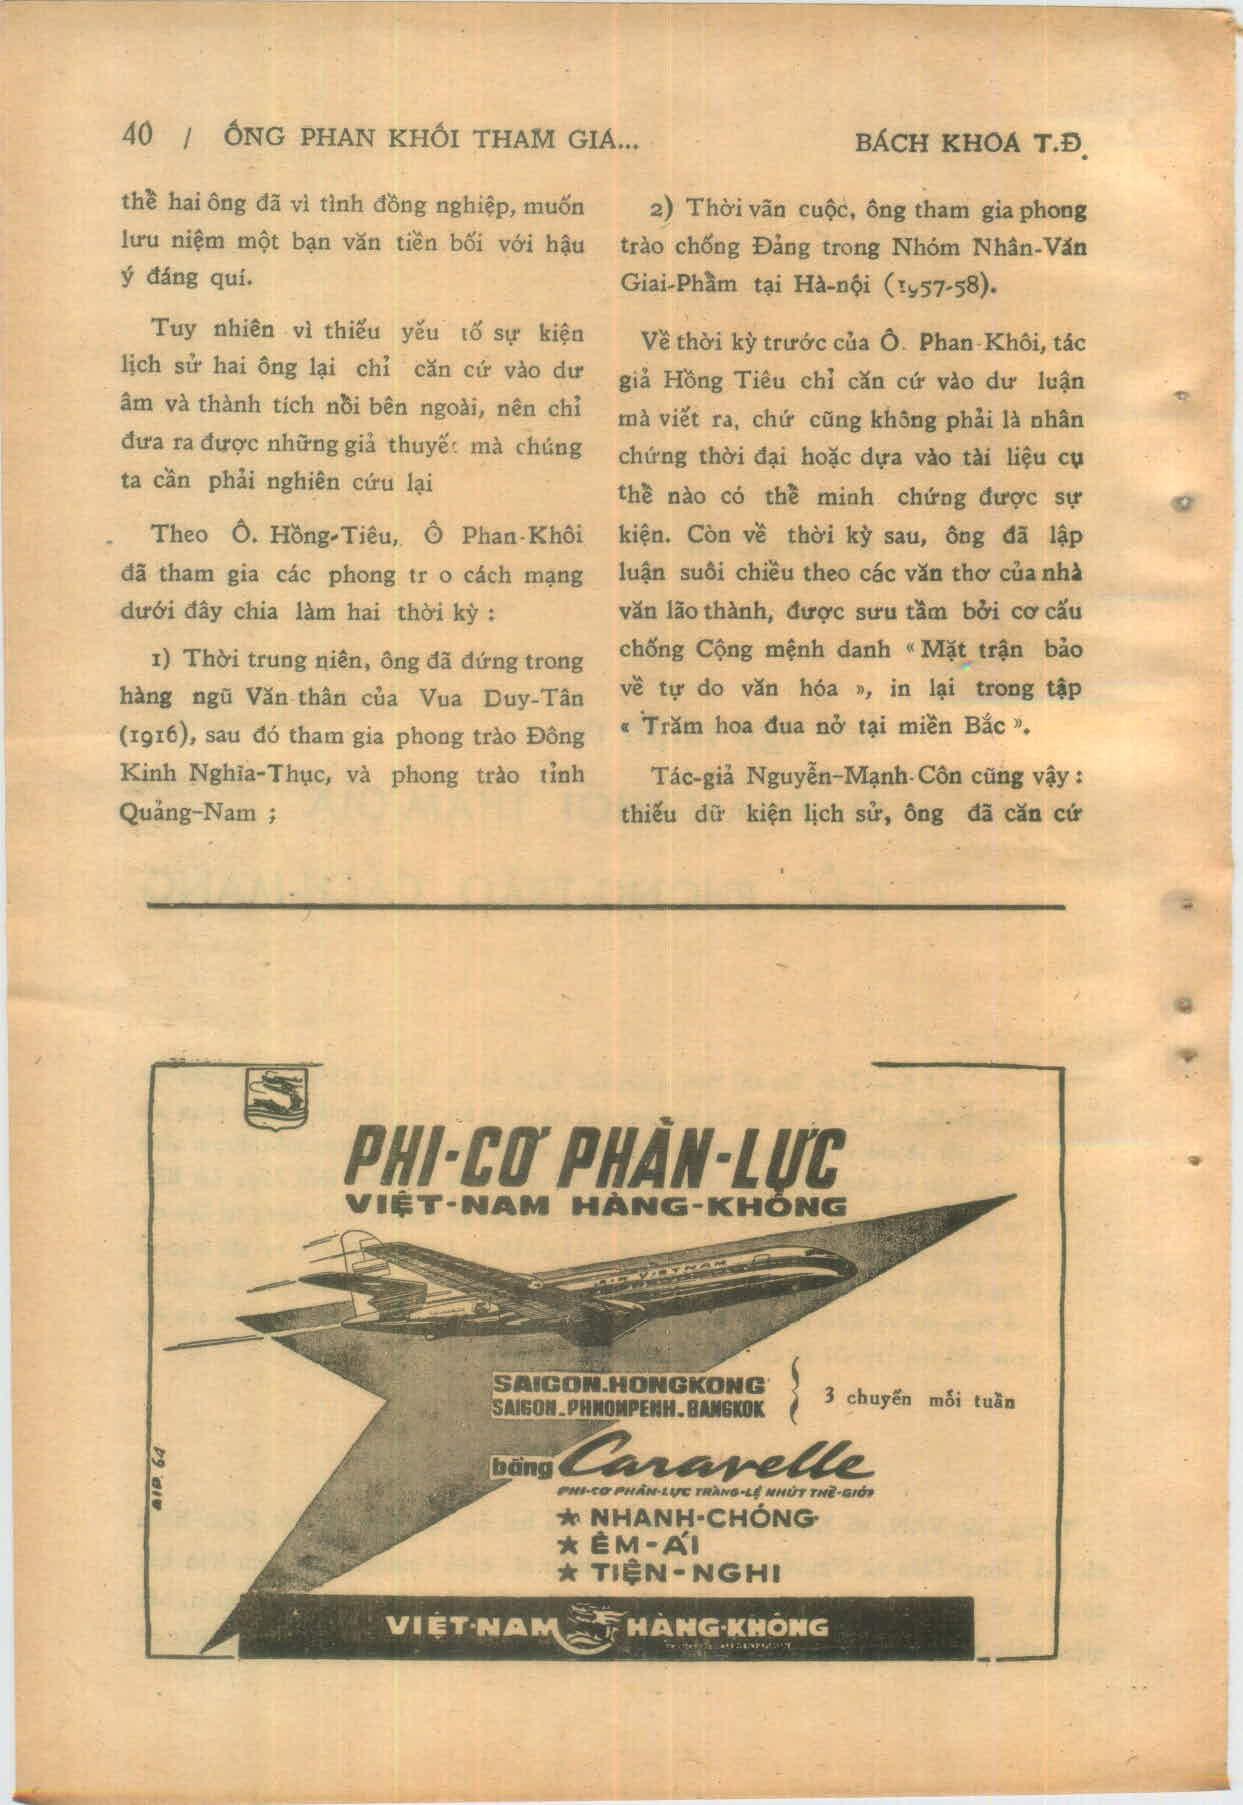 40 / ÔNG PHAN KHÔI THAM GIA...
BÁCH KHOA T.Đ.
thể hai ông đã vì tình đồng nghiệp, muốn
lưu niệm một bạn văn tiền bối với hậu
ý đáng quí.
Tuy nhiên vì thiếu yếu tố sự kiện
lịch sử hai ông lại chỉ căn cứ vào dư
âm và thành tích nổi bên ngoài, nên chỉ
đưa ra được những giả thuyết mà chúng
ta cần phải nghiên cứu lại
Theo Ô. Hồng-Tiêu, Ô Phan-Khôi
đã tham gia các phong tr o cách mạng
dưới đây chia làm hai thời kỳ :
1) Thời trung niên, ông đã đứng trong
hàng ngũ Văn-thân của Vua Duy-Tân
(1916), sau đó tham gia phong trào Đông
Kinh Nghĩa-Thục, và phong trào tỉnh
Quảng-Nam ;
2) Thời vãn cuộc, ông tham gia phong
trào chống Đảng trong Nhóm Nhân-Văn
Giai-Phẩm tại Hà-nội (1957-58).
Về thời kỳ trước của Ô. Phan-Khôi, tác
giả Hồng Tiêu chỉ căn cứ vào dư luận
mà viết ra, chứ cũng không phải là nhân
chứng thời đại hoặc dựa vào tài liệu cụ
thể nào có thể minh chứng được sự
kiện. Còn về thời kỳ sau, ông đã lập
luận suôi chiều theo các văn thơ của nhà
văn lão thành, được sưu tầm bởi cơ cấu
chống Cộng mệnh danh « Mặt trận bảo
vệ tự do văn hóa », in lại trong tập
« Trăm hoa đua nở tại miền Bắc ».
Tác-giả Nguyễn-Mạnh-Côn cũng vậy :
thiếu dữ kiện lịch sử, ông đã căn cứ
PHI-CƠ PHẢN-LỰC
VIỆT-NAM HÀNG-KHÔNG
AIR VIETNAM
SAIGON.HONGKONG
SAIGON.PHNOMPENH.BANGKOK
} 3 chuyến mỗi tuần
bằng Caravelle
PHI-CƠ PHẢN-LỰC TRÁNG-LỆ NHỨT THẾ-GIỚI
★ NHANH-CHÓNG
★ ÊM-ÁI
★ TIỆN-NGHI
AIP. 64
VIỆT-NAM HÀNG-KHÔNG